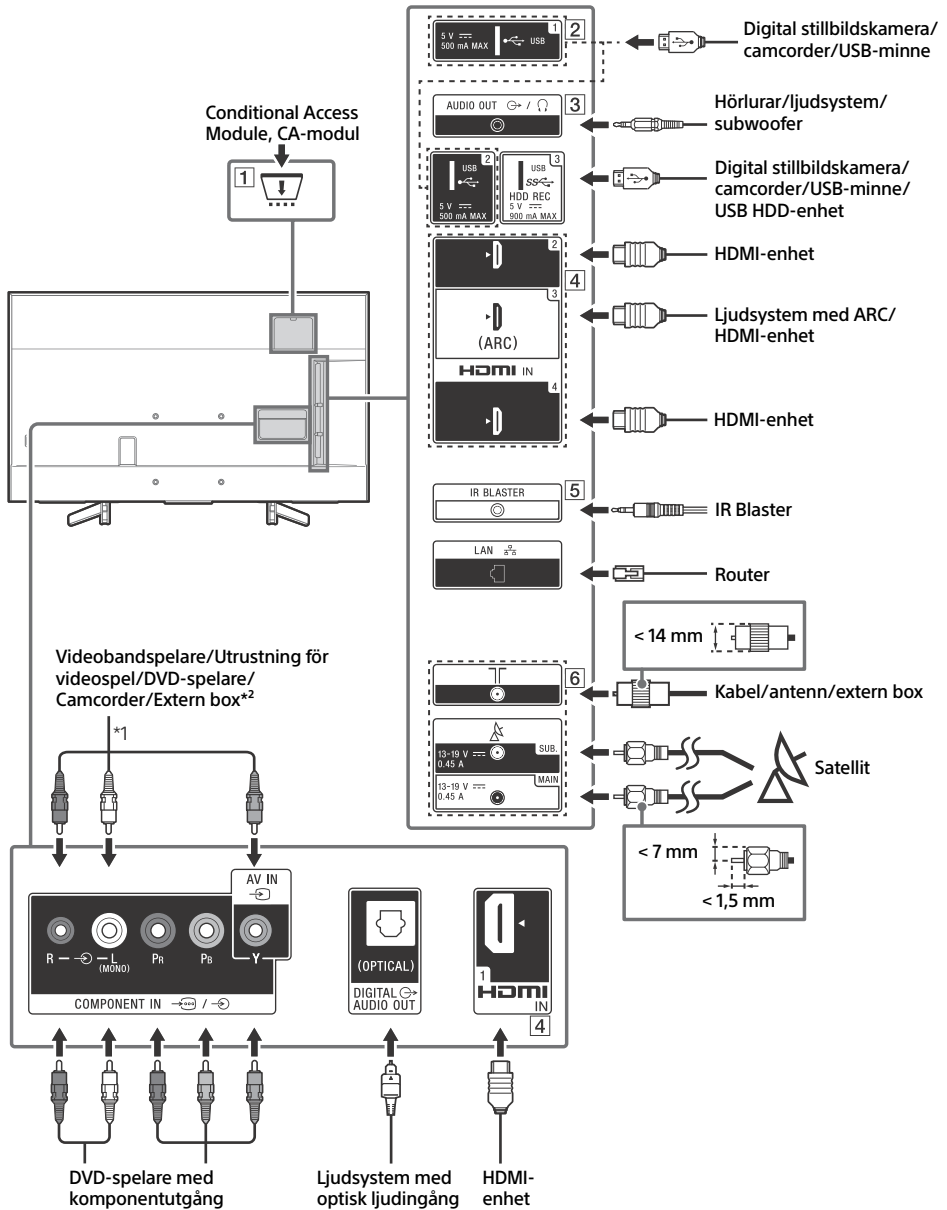 5 V
500 mA MAX
USB
1
2
Digital stillbildskamera/
camcorder/USB-minne
Conditional Access
Module, CA-modul
1
AUDIO OUT /
3
Hörlurar/ljudsystem/
subwoofer
2
USB
5 V
500 mA MAX
3
USB
SS
HDD REC
5 V
900 mA MAX
Digital stillbildskamera/
camcorder/USB-minne/
USB HDD-enhet
2
HDMI-enhet
4
3
(ARC)
Ljudsystem med ARC/
HDMI-enhet
HDMI IN
4
HDMI-enhet
IR BLASTER
5
IR Blaster
LAN
Router
< 14 mm
6
Kabel/antenn/extern box
13-19 V
0.45 A
SUB.
13-19 V
0.45 A
MAIN
Satellit
< 7 mm
< 1,5 mm
Videobandspelare/Utrustning för
videospel/DVD-spelare/
Camcorder/Extern box*2
*1
AV IN
R — — L
(MONO)
PR
PB
Y
COMPONENT IN /
(OPTICAL)
DIGITAL
AUDIO OUT
1
HDMI
IN
4
DVD-spelare med
komponentutgång
Ljudsystem med
optisk ljudingång
HDMI-
enhet